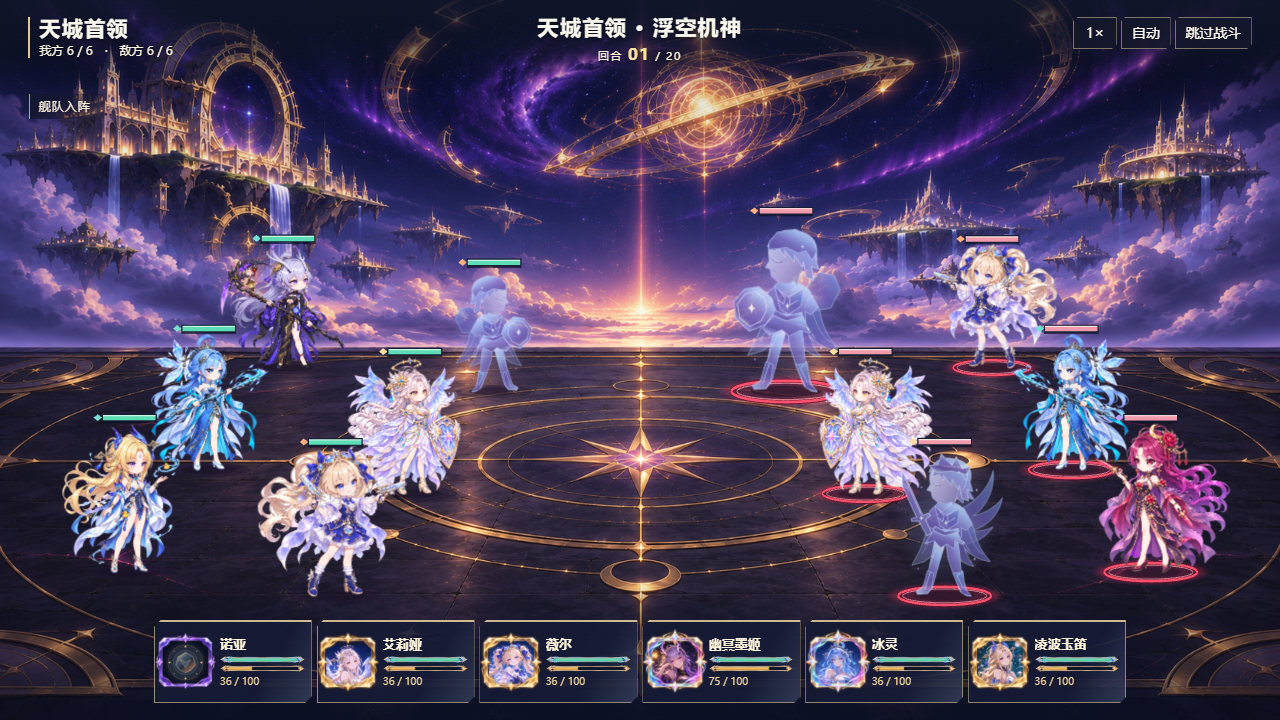 天城首领
我方 6 / 6 · 敌方 6 / 6
天城首领 • 浮空机神
回合 01 / 20
1×
自动
跳过战斗
舰队入阵
诺亚
36 / 100
艾莉娅
36 / 100
薇尔
36 / 100
幽冥墨姬
75 / 100
冰灵
36 / 100
凌波玉笛
36 / 100